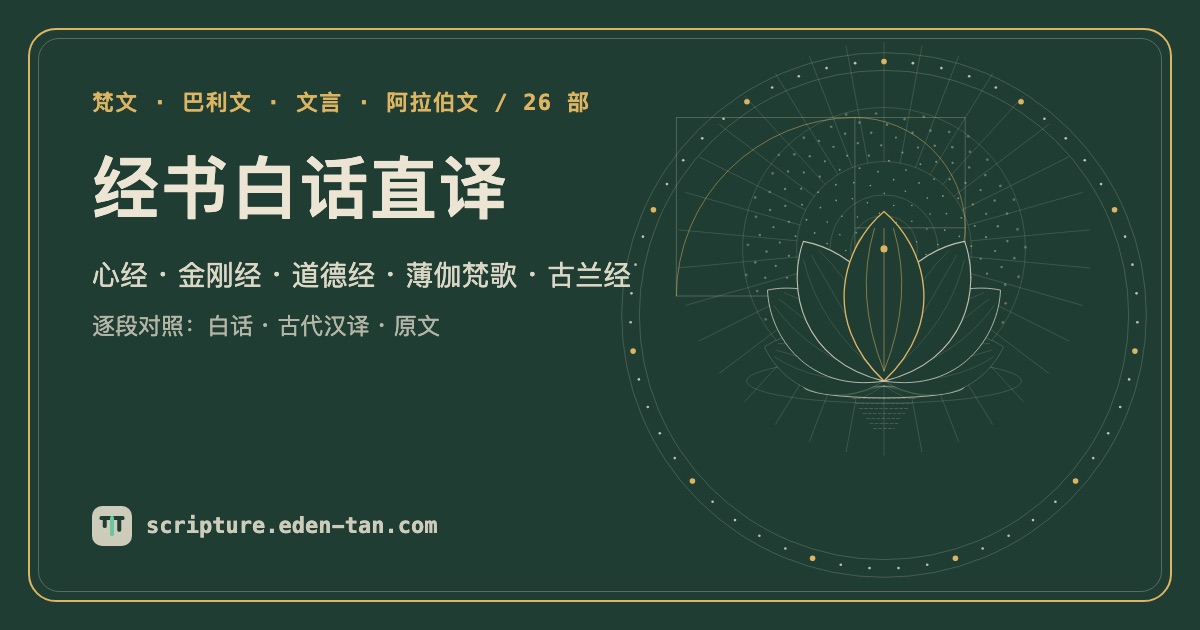 梵文 · 巴利文 · 文言 · 阿拉伯文 / 26 部
经书白话直译
心经 · 金刚经 · 道德经 · 薄伽梵歌 · 古兰经
逐段对照：白话 · 古代汉译 · 原文
scripture.eden-tan.com